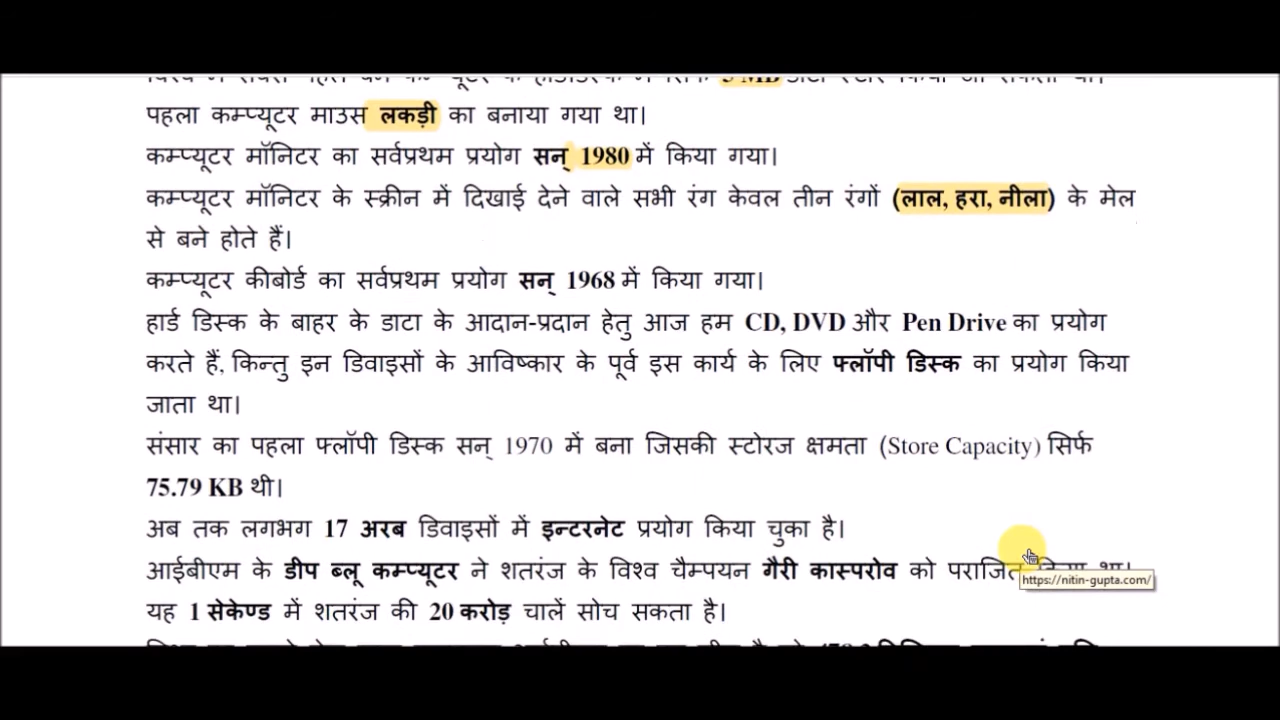 5 MB
पहला कम्प्यूटर माउस लकड़ी का बनाया गया था।
कम्प्यूटर मॉनिटर का सर्वप्रथम प्रयोग सन् 1980 में किया गया।
कम्प्यूटर मॉनिटर के स्क्रीन में दिखाई देने वाले सभी रंग केवल तीन रंगों (लाल, हरा, नीला) के मेल
से बने होते हैं।
कम्प्यूटर कीबोर्ड का सर्वप्रथम प्रयोग सन् 1968 में किया गया।
हार्ड डिस्क के बाहर के डाटा के आदान-प्रदान हेतु आज हम CD, DVD और Pen Drive का प्रयोग
करते हैं, किन्तु इन डिवाइसों के आविष्कार के पूर्व इस कार्य के लिए फ्लॉपी डिस्क का प्रयोग किया
जाता था।
संसार का पहला फ्लॉपी डिस्क सन् 1970 में बना जिसकी स्टोरज क्षमता (Store Capacity) सिर्फ
75.79 KB थी।
अब तक लगभग 17 अरब डिवाइसों में इन्टरनेट प्रयोग किया चुका है।
आईबीएम के डीप ब्लू कम्प्यूटर ने शतरंज के विश्व चैम्पयन गैरी कास्परोव को पराजित किया था।
https://nitin-gupta.com/
यह 1 सेकेण्ड में शतरंज की 20 करोड़ चालें सोच सकता है।